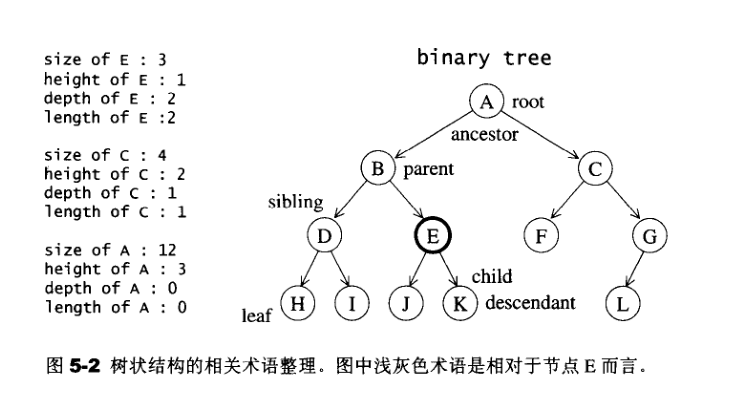 size of E : 3
height of E : 1
depth of E : 2
length of E :2
size of C : 4
height of C : 2
depth of C : 1
length of C : 1
size of A : 12
height of A : 3
depth of A : 0
length of A : 0
binary tree
A root
ancestor
B parent
C
sibling
D
E
F
G
child
H
I
J
K descendant
L
leaf
图 5-2 树状结构的相关术语整理。图中浅灰色术语是相对于节点 E 而言。